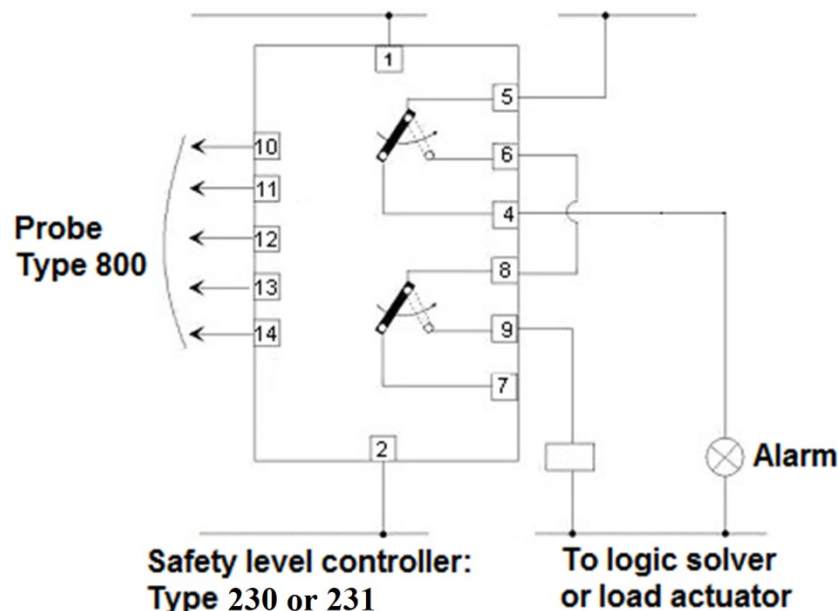 1
5
10
6
11
4
Probe
Type 800
12
8
13
9
14
7
2
Alarm
Safety level controller:
Type 230 or 231
To logic solver
or load actuator